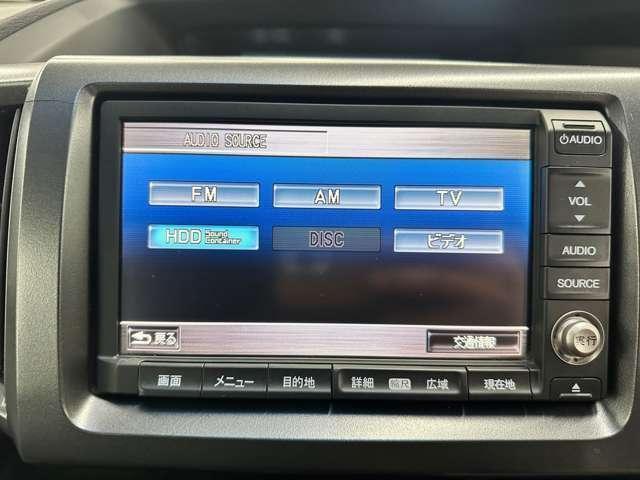 AUDIO SOURCE
FM AM TV
HDD Sound Container DISC ビデオ
戻る 交通情報
画面 メニュー 目的地 詳細 縮尺 広域 現在地
AUDIO
VOL
AUDIO
SOURCE
実行